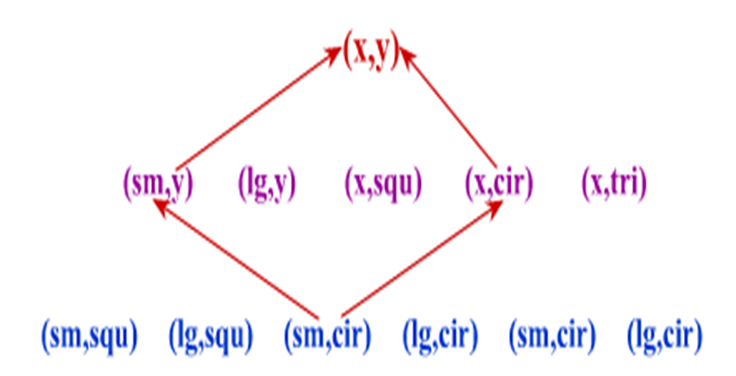 (x,y)
(sm,y) (lg,y) (x,squ) (x,cir) (x,tri)
(sm,squ) (lg,squ) (sm,cir) (lg,cir) (sm,cir) (lg,cir)